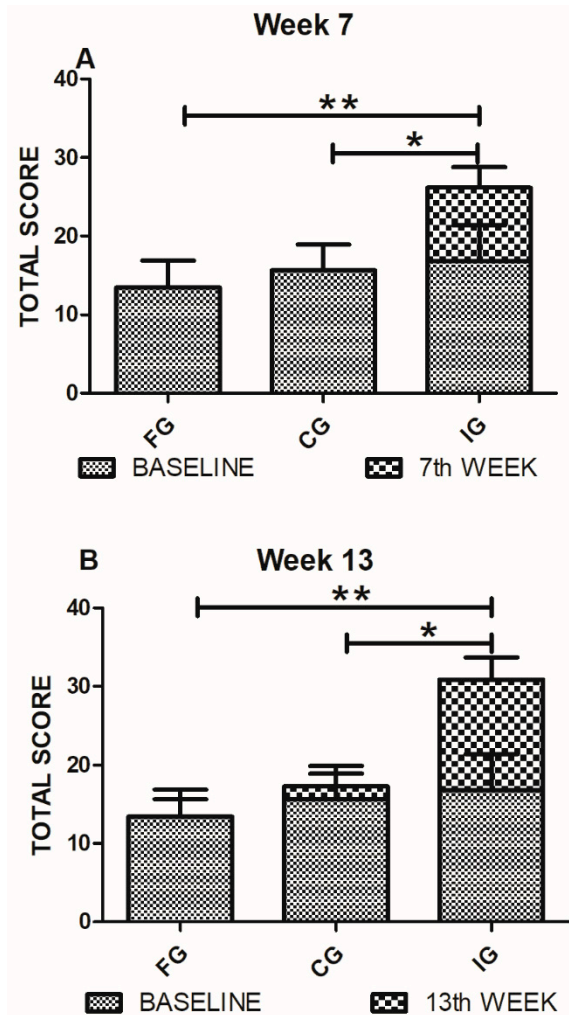 Week 7
A
40
30
20
10
0
TOTAL SCORE
**
*
FG CG IG
BASELINE 7th WEEK
B Week 13
40
30
20
10
0
TOTAL SCORE
**
*
FG CG IG
BASELINE 13th WEEK